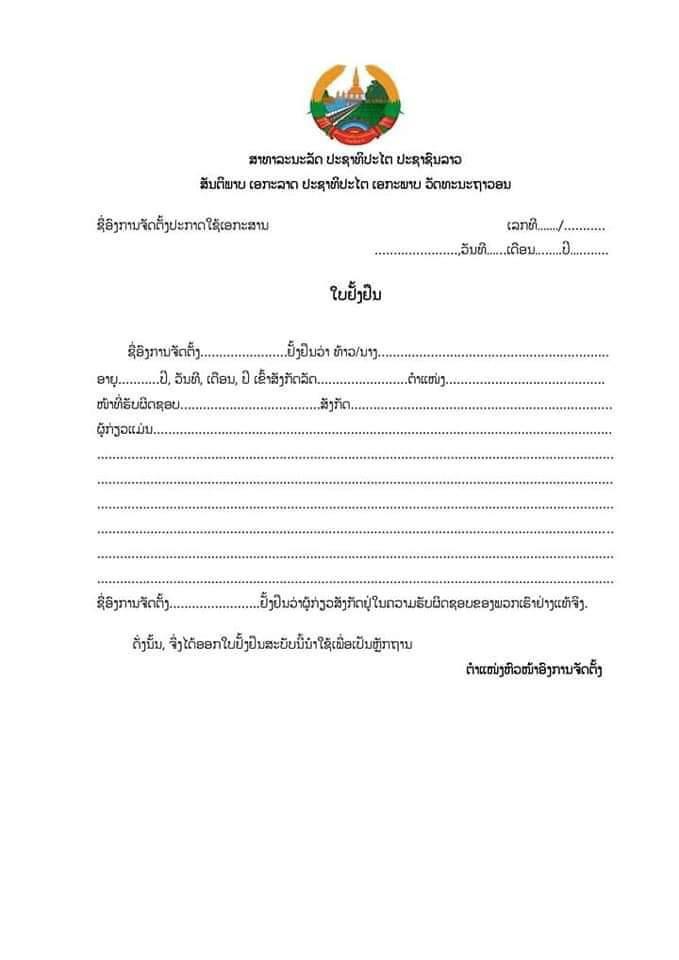 ສາທາລະນະລັດ ປະຊາທິປະໄຕ ປະຊາຊົນລາວ
ສັນຕິພາບ ເອກະລາດ ປະຊາທິປະໄຕ ເອກະພາບ ວັດທະນະຖາວອນ
ຊື່ອົງການຈັດຕັ້ງປະກາດໃຊ້ເອກະສານ ເລກທີ......./...........
......................,ວັນທີ......ເດືອນ........ປີ..........
ໃບຢັ້ງຢືນ
ຊື່ອົງການຈັດຕັ້ງ.......................ຢັ້ງຢືນວ່າ ທ້າວ/ນາງ.............................................................
ອາຍຸ...........ປີ, ວັນທີ, ເດືອນ, ປີ ເຂົ້າສັງກັດລັດ........................ຕຳແໜ່ງ..........................................
ໜ້າທີ່ຮັບຜິດຊອບ.....................................ສັງກັດ.....................................................................
ຜູ້ກ່ຽວແມ່ນ.........................................................................................................................
.........................................................................................................................................
.........................................................................................................................................
.........................................................................................................................................
.........................................................................................................................................
.........................................................................................................................................
.........................................................................................................................................
ຊື່ອົງການຈັດຕັ້ງ........................ຢັ້ງຢືນວ່າຜູ້ກ່ຽວສັງກັດຢູ່ໃນຄວາມຮັບຜິດຊອບຂອງພວກເຮົາຢ່າງແທ້ຈິງ.
ດັ່ງນັ້ນ, ຈຶ່ງໄດ້ອອກໃບຢັ້ງຢືນສະບັບນີ້ນຳໃຊ້ເພື່ອເປັນຫຼັກຖານ
ຕຳແໜ່ງຫົວໜ້າອົງການຈັດຕັ້ງ